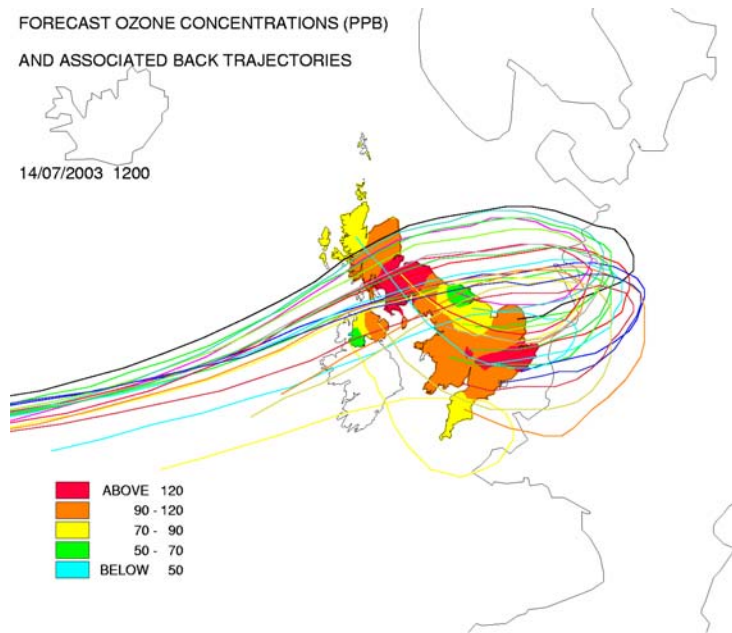 FORECAST OZONE CONCENTRATIONS (PPB)
AND ASSOCIATED BACK TRAJECTORIES
14/07/2003 1200
ABOVE 120
90 - 120
70 - 90
50 - 70
BELOW 50